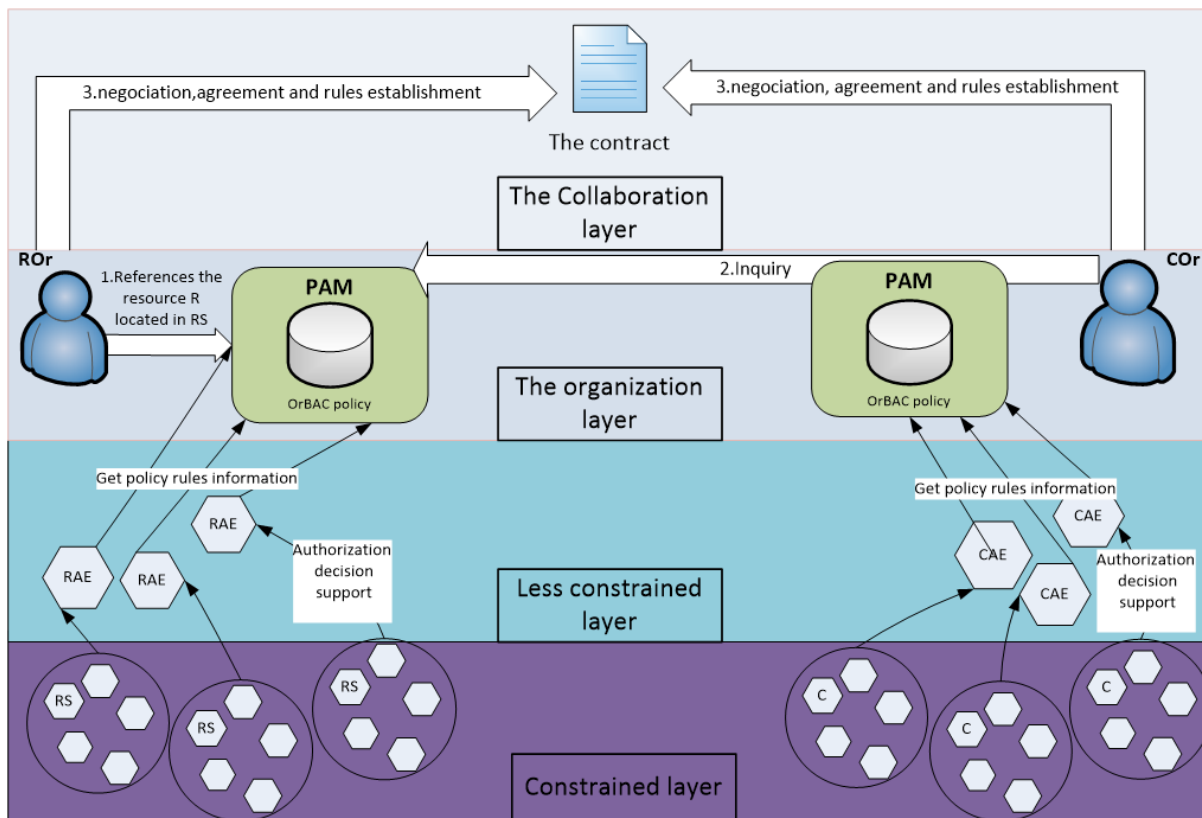 3.negociation,agreement and rules establishment
3.negociation, agreement and rules establishment
The contract
The Collaboration
layer
ROr
COr
1.References the
resource R
located in RS
2.Inquiry
PAM
PAM
OrBAC policy
OrBAC policy
The organization
layer
Get policy rules information
Get policy rules information
RAE
RAE
RAE
CAE
CAE
CAE
Authorization
decision
support
Authorization
decision
support
Less constrained
layer
RS
RS
RS
C
C
C
Constrained layer